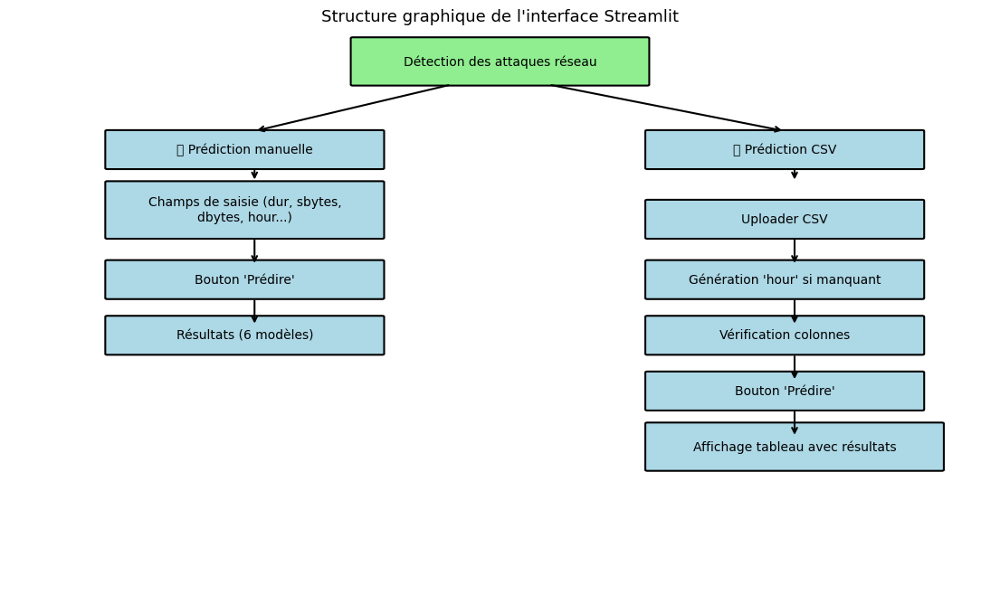 Structure graphique de l'interface Streamlit
Détection des attaques réseau
Prédiction manuelle
Champs de saisie (dur, sbytes,
dbytes, hour...)
Bouton 'Prédire'
Résultats (6 modèles)
Prédiction CSV
Uploader CSV
Génération 'hour' si manquant
Vérification colonnes
Bouton 'Prédire'
Affichage tableau avec résultats